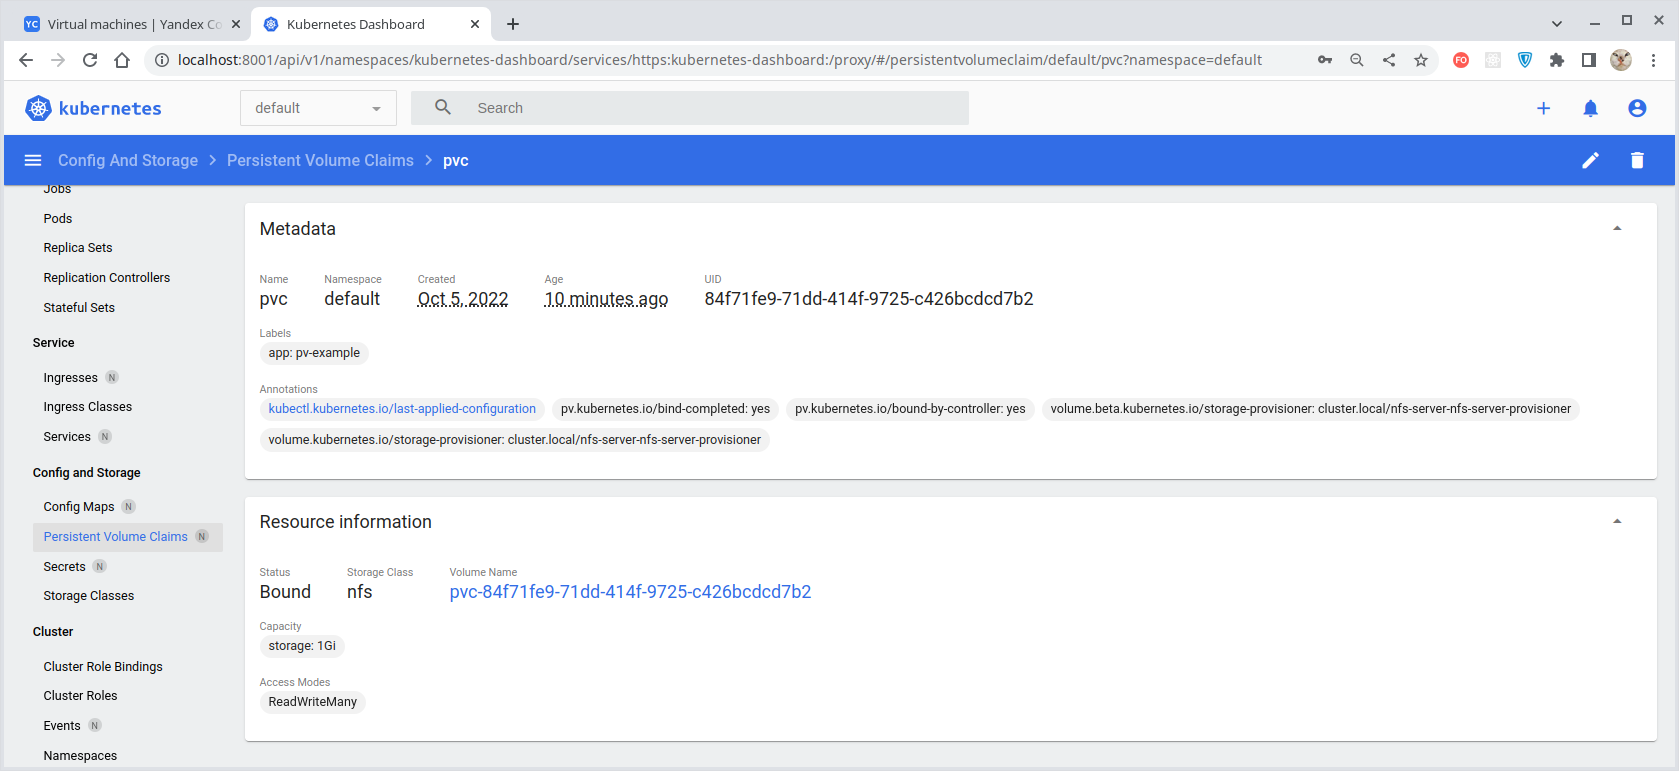 YC Virtual machines | Yandex Co
Kubernetes Dashboard
localhost:8001/api/v1/namespaces/kubernetes-dashboard/services/https:kubernetes-dashboard:/proxy/#/persistentvolumeclaim/default/pvc?namespace=default
FO
kubernetes
default
Search
Config And Storage > Persistent Volume Claims > pvc
Jobs
Pods
Replica Sets
Replication Controllers
Stateful Sets
Service
Ingresses N
Ingress Classes
Services N
Config and Storage
Config Maps N
Persistent Volume Claims N
Secrets N
Storage Classes
Cluster
Cluster Role Bindings
Cluster Roles
Events N
Namespaces
Metadata
Name Namespace Created Age UID
pvc default Oct 5, 2022 10 minutes ago 84f71fe9-71dd-414f-9725-c426bcdcd7b2
Labels
app: pv-example
Annotations
kubectl.kubernetes.io/last-applied-configuration pv.kubernetes.io/bind-completed: yes pv.kubernetes.io/bound-by-controller: yes volume.beta.kubernetes.io/storage-provisioner: cluster.local/nfs-server-nfs-server-provisioner
volume.kubernetes.io/storage-provisioner: cluster.local/nfs-server-nfs-server-provisioner
Resource information
Status Storage Class Volume Name
Bound nfs pvc-84f71fe9-71dd-414f-9725-c426bcdcd7b2
Capacity
storage: 1Gi
Access Modes
ReadWriteMany